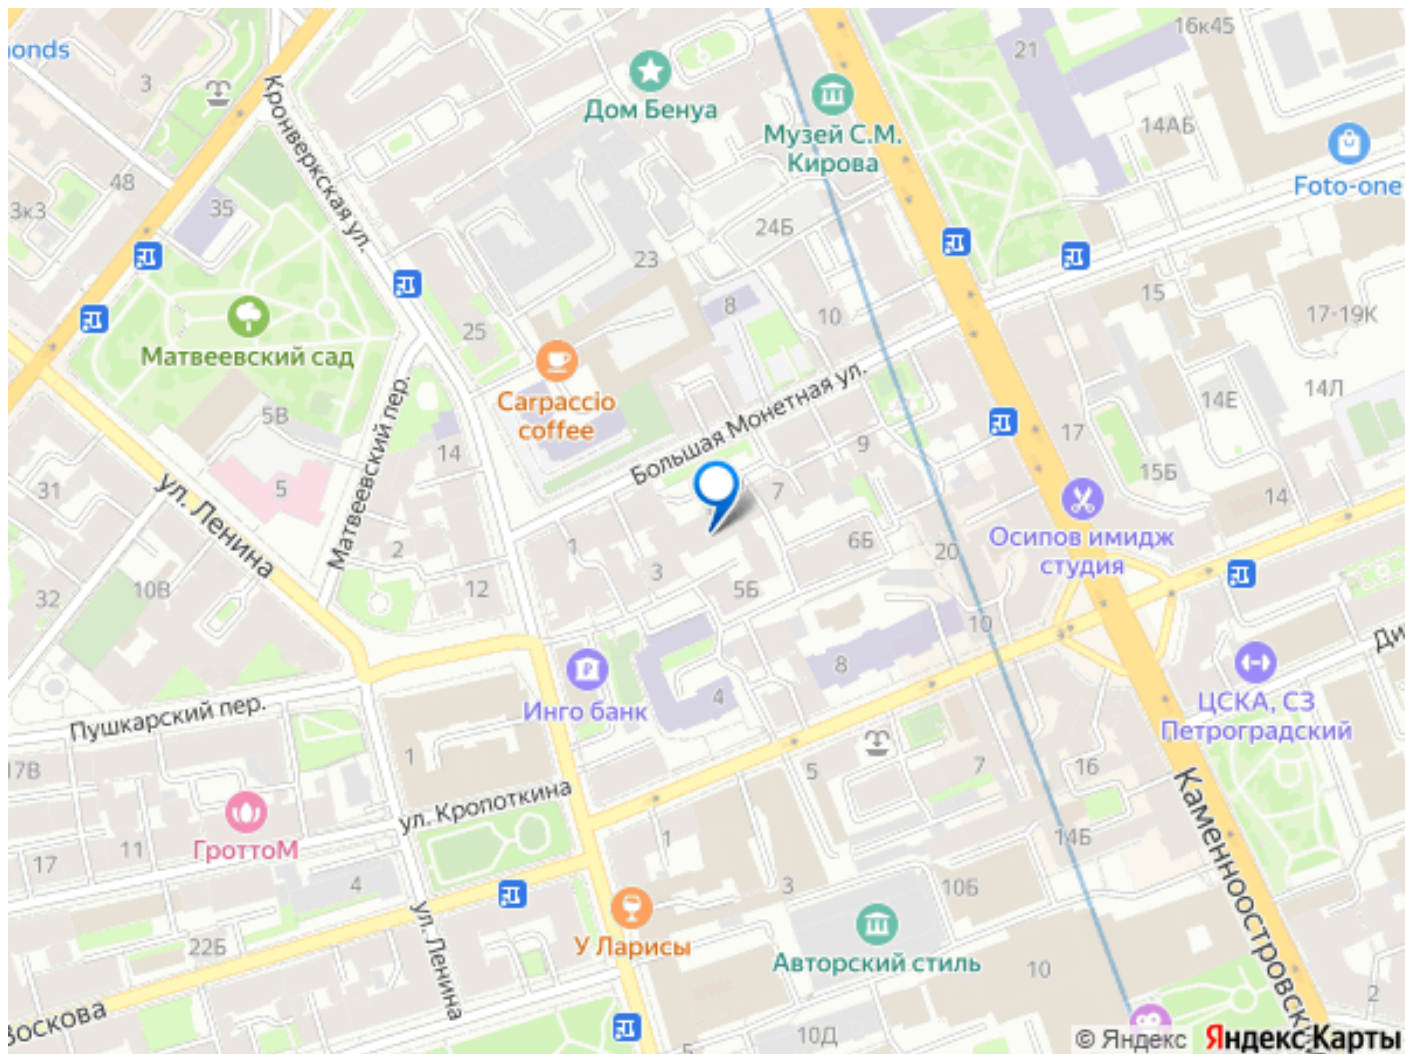 16к45
21
onds
3
Дом Бенуа
Музей С.М.
Кирова
14АБ
Foto-one
Кронверкская ул.
48
3к3
35
24Б
23
8
10
15
17-19К
25
Матвеевский сад
Carpaccio
coffee
Большая Монетная ул.
14Е
14Л
5В
Матвеевский пер.
14
9
17
15Б
31
5
7
14
ул. Ленина
Осипов имидж
студия
2
1
3
6Б
20
32
10В
12
5Б
10
8
4
Инго банк
ЦСКА, СЗ
Петроградский
Пушкарский пер.
17В
1
5
7
16
ул. Кропоткина
Каменноостровск
17
11
ГроттоМ
4
1
3
14Б
10Б
ул. Ленина
22Б
У Ларисы
Авторский стиль
10
2
Воскова
10Д
5
© Яндекс Яндекс Карты